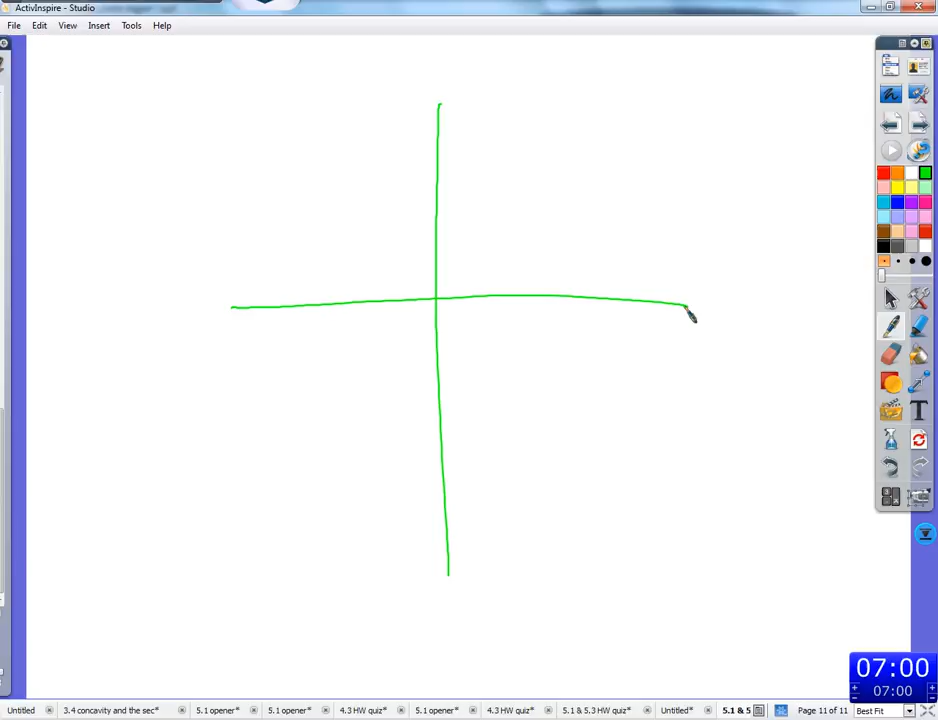 ActivInspire - Studio
File Edit View Insert Tools Help
07:00
07:00
Untitled 3.4 concavity and the sec* 5.1 opener* 5.1 opener* 4.3 HW quiz* 5.1 opener* 4.3 HW quiz* 5.1 & 5.3 HW quiz* Untitled* 5.1 & 5 Page 11 of 11 Best Fit